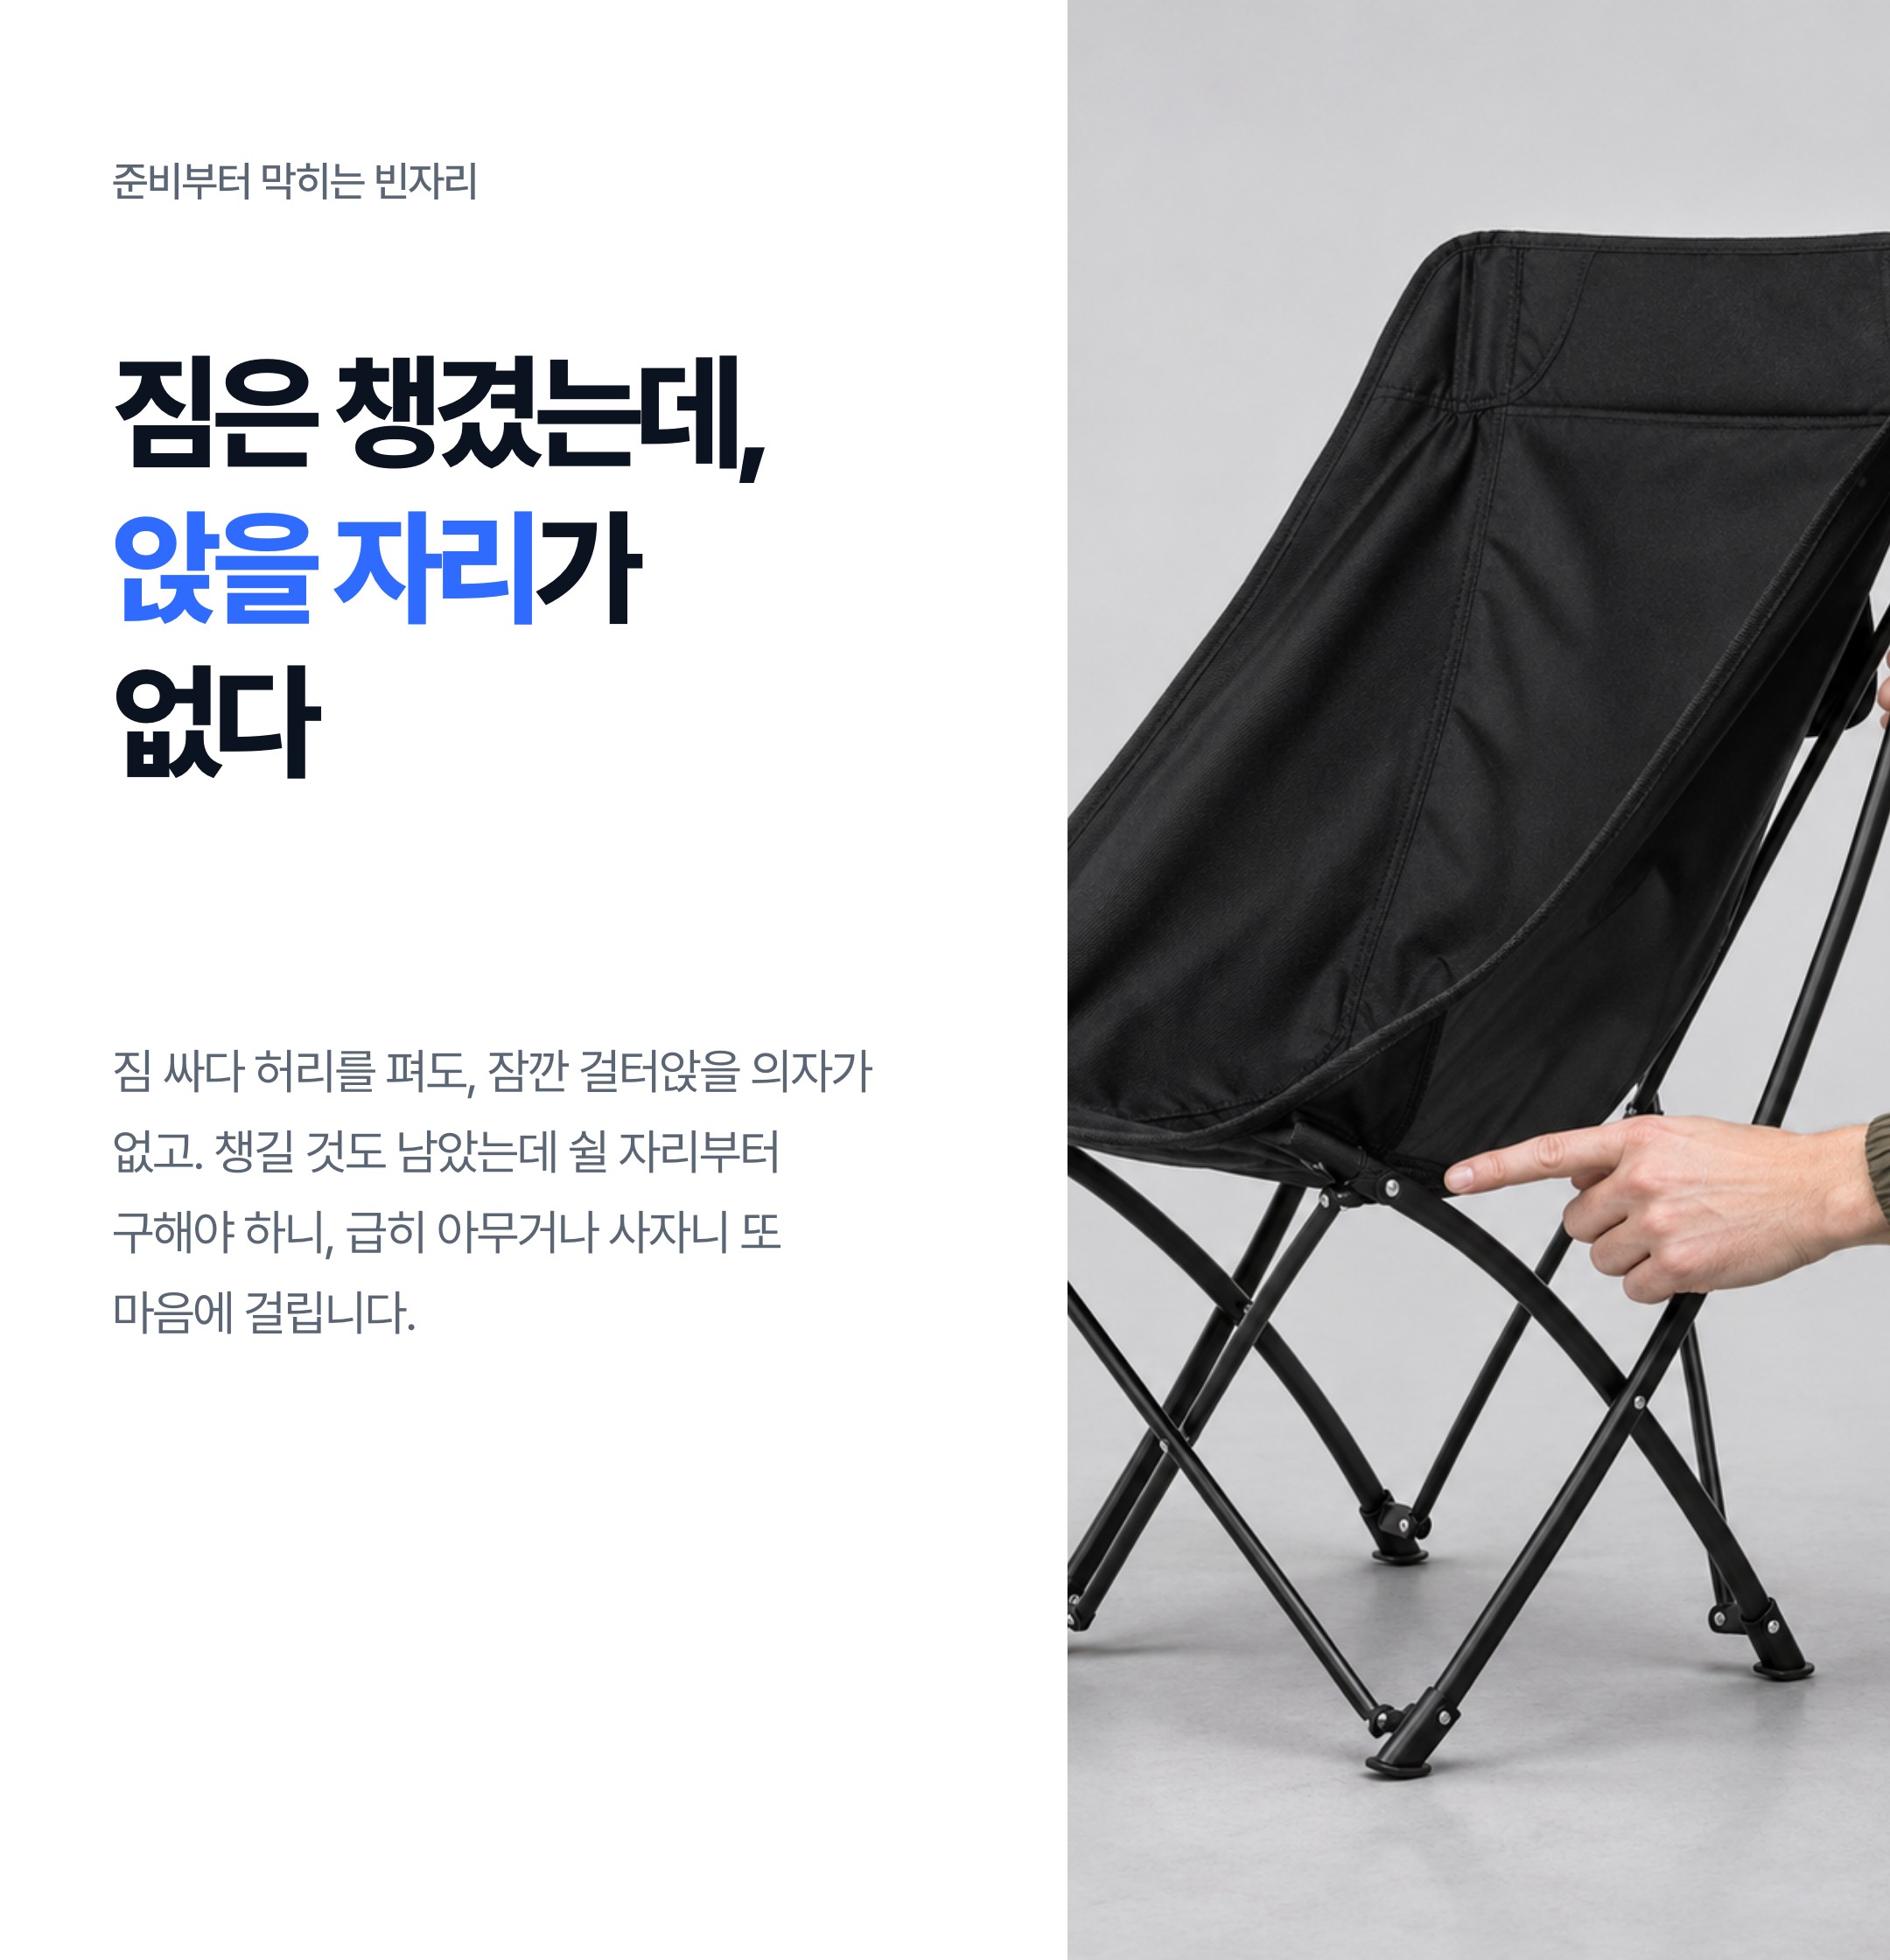 준비부터 막히는 빈자리
짐은 챙겼는데,
앉을 자리가
없다
짐 싸다 허리를 펴도, 잠깐 걸터앉을 의자가
없고. 챙길 것도 남았는데 쉴 자리부터
구해야 하니, 급히 아무거나 사자니 또
마음에 걸립니다.